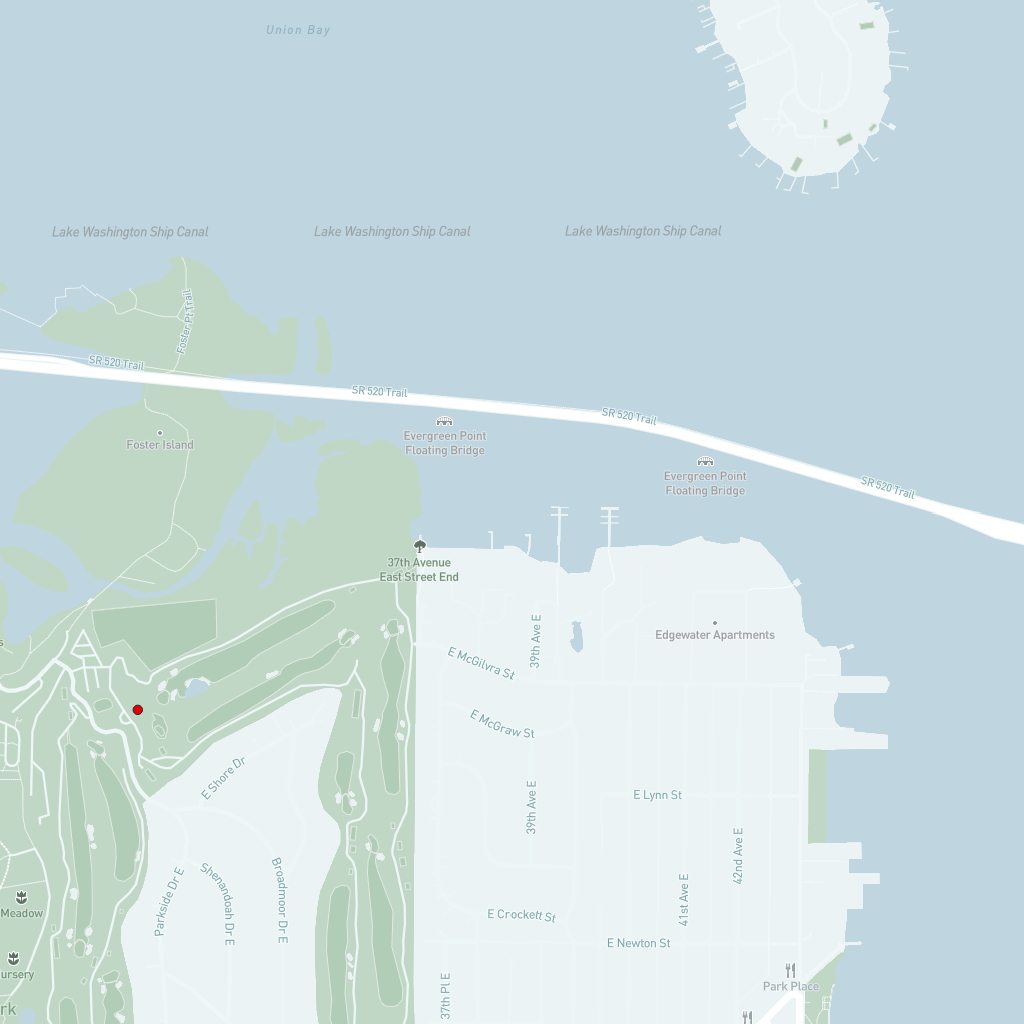 Union Bay
Lake Washington Ship Canal
Lake Washington Ship Canal
Lake Washington Ship Canal
Foster Pt Trail
SR 520 Trail
SR 520 Trail
SR 520 Trail
SR 520 Trail
Foster Island
Evergreen Point
Floating Bridge
Evergreen Point
Floating Bridge
37th Avenue
East Street End
39th Ave E
Edgewater Apartments
E McGilvra St
E McGraw St
E Shore Dr
E Lynn St
39th Ave E
42nd Ave E
41st Ave E
Parkside Dr E
Shenandoah Dr E
Broadmoor Dr E
Meadow
E Crockett St
E Newton St
ursery
37th Pl E
Park Place
rk
s